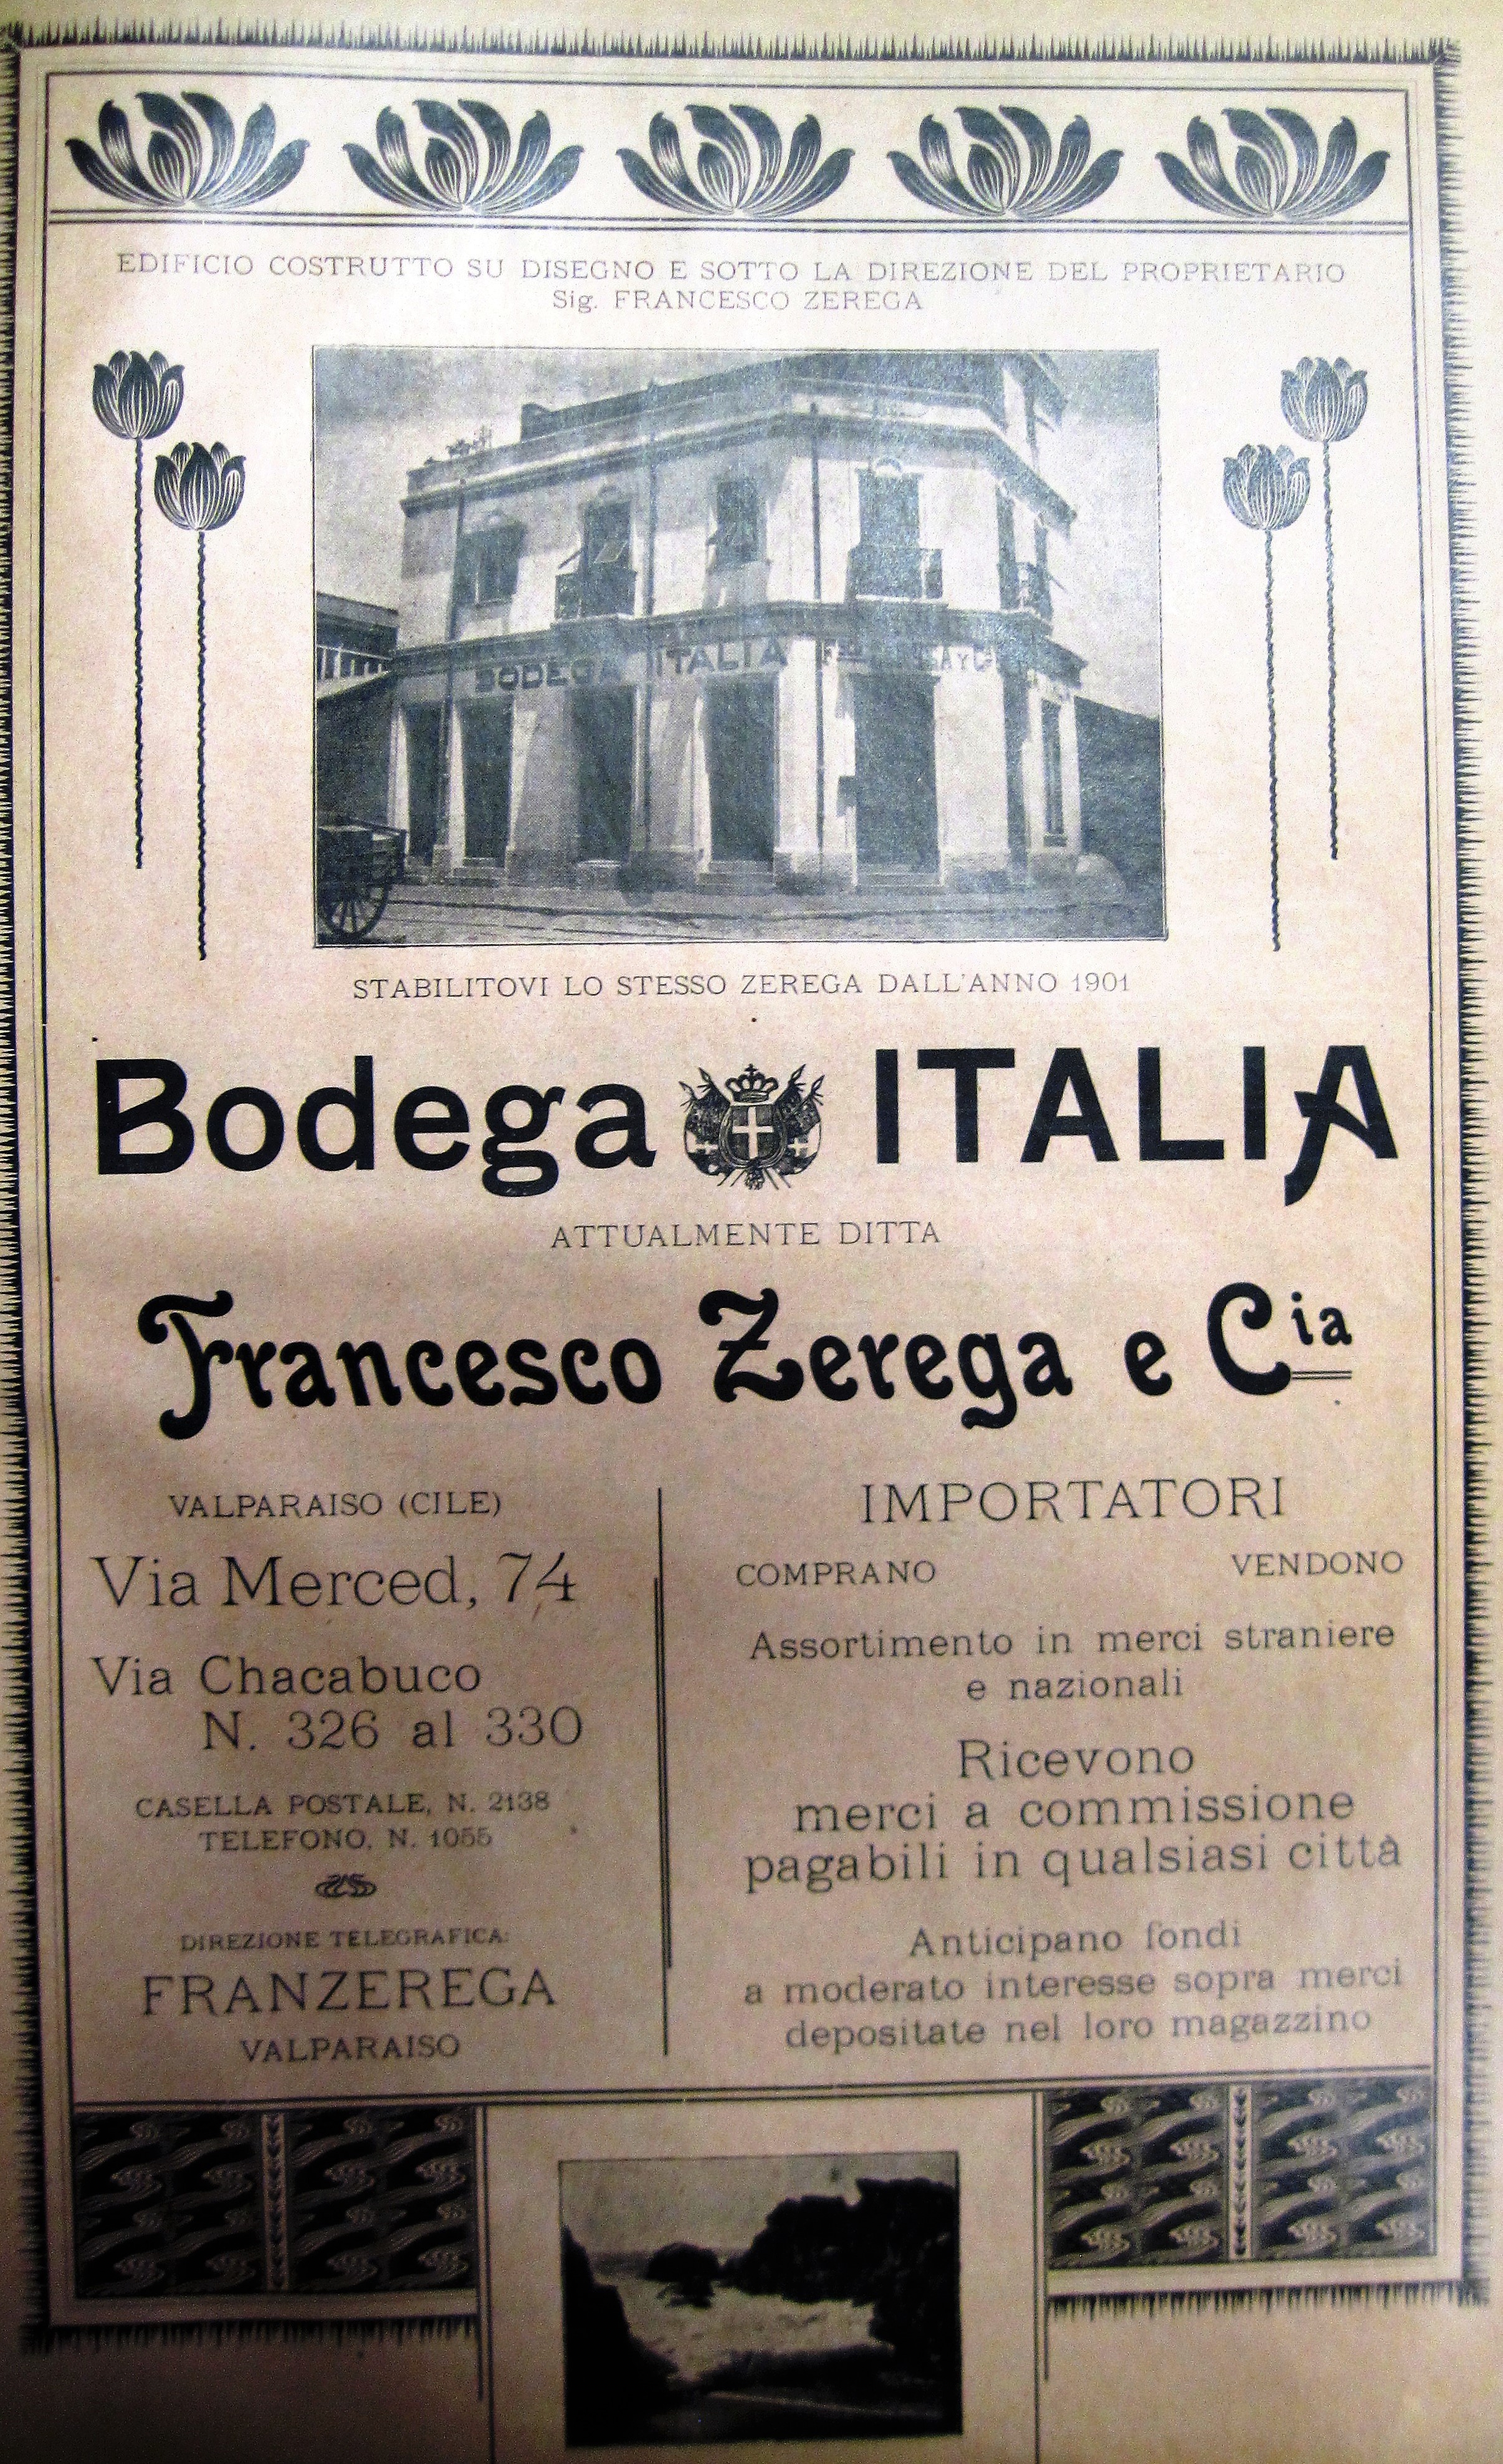 EDIFICIO COSTRUTTO SU DISEGNO E SOTTO LA DIREZIONE DEL PROPRIETARIO
Sig. FRANCESCO ZEREGA
BODEGA ITALIA
STABILITOVI LO STESSO ZEREGA DALL'ANNO 1901
Bodega ITALIA
ATTUALMENTE DITTA
Francesco Zerega e Cia
VALPARAISO (CILE)
Via Merced, 74
Via Chacabuco
N. 326 al 330
CASELLA POSTALE, N. 2138
TELEFONO, N. 1055
DIREZIONE TELEGRAFICA:
FRANZEREGA
VALPARAISO
IMPORTATORI
COMPRANO VENDONO
Assortimento in merci straniere
e nazionali
Ricevono
merci a commissione
pagabili in qualsiasi città
Anticipano fondi
a moderato interesse sopra merci
depositate nel loro magazzino